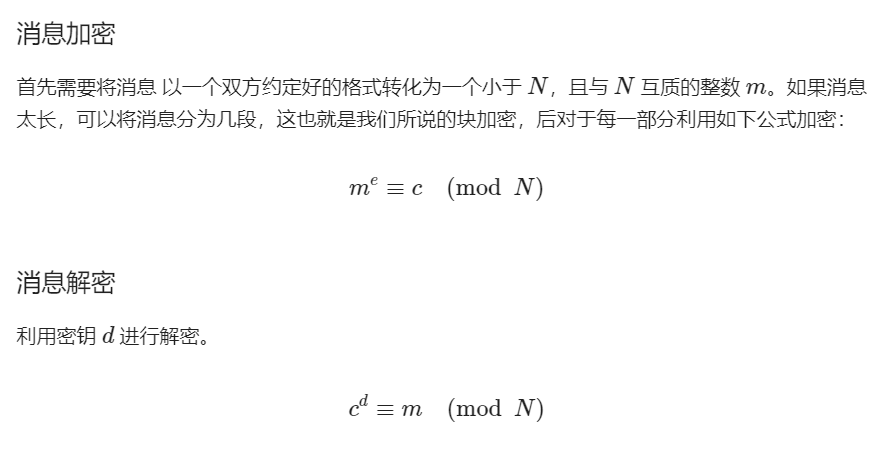 消息加密
首先需要将消息 以一个双方约定好的格式转化为一个小于 N，且与 N 互质的整数 m。如果消息
太长，可以将消息分为几段，这也就是我们所说的块加密，后对于每一部分利用如下公式加密：
mᵉ ≡ c (mod N)
消息解密
利用密钥 d 进行解密。
cᵈ ≡ m (mod N)